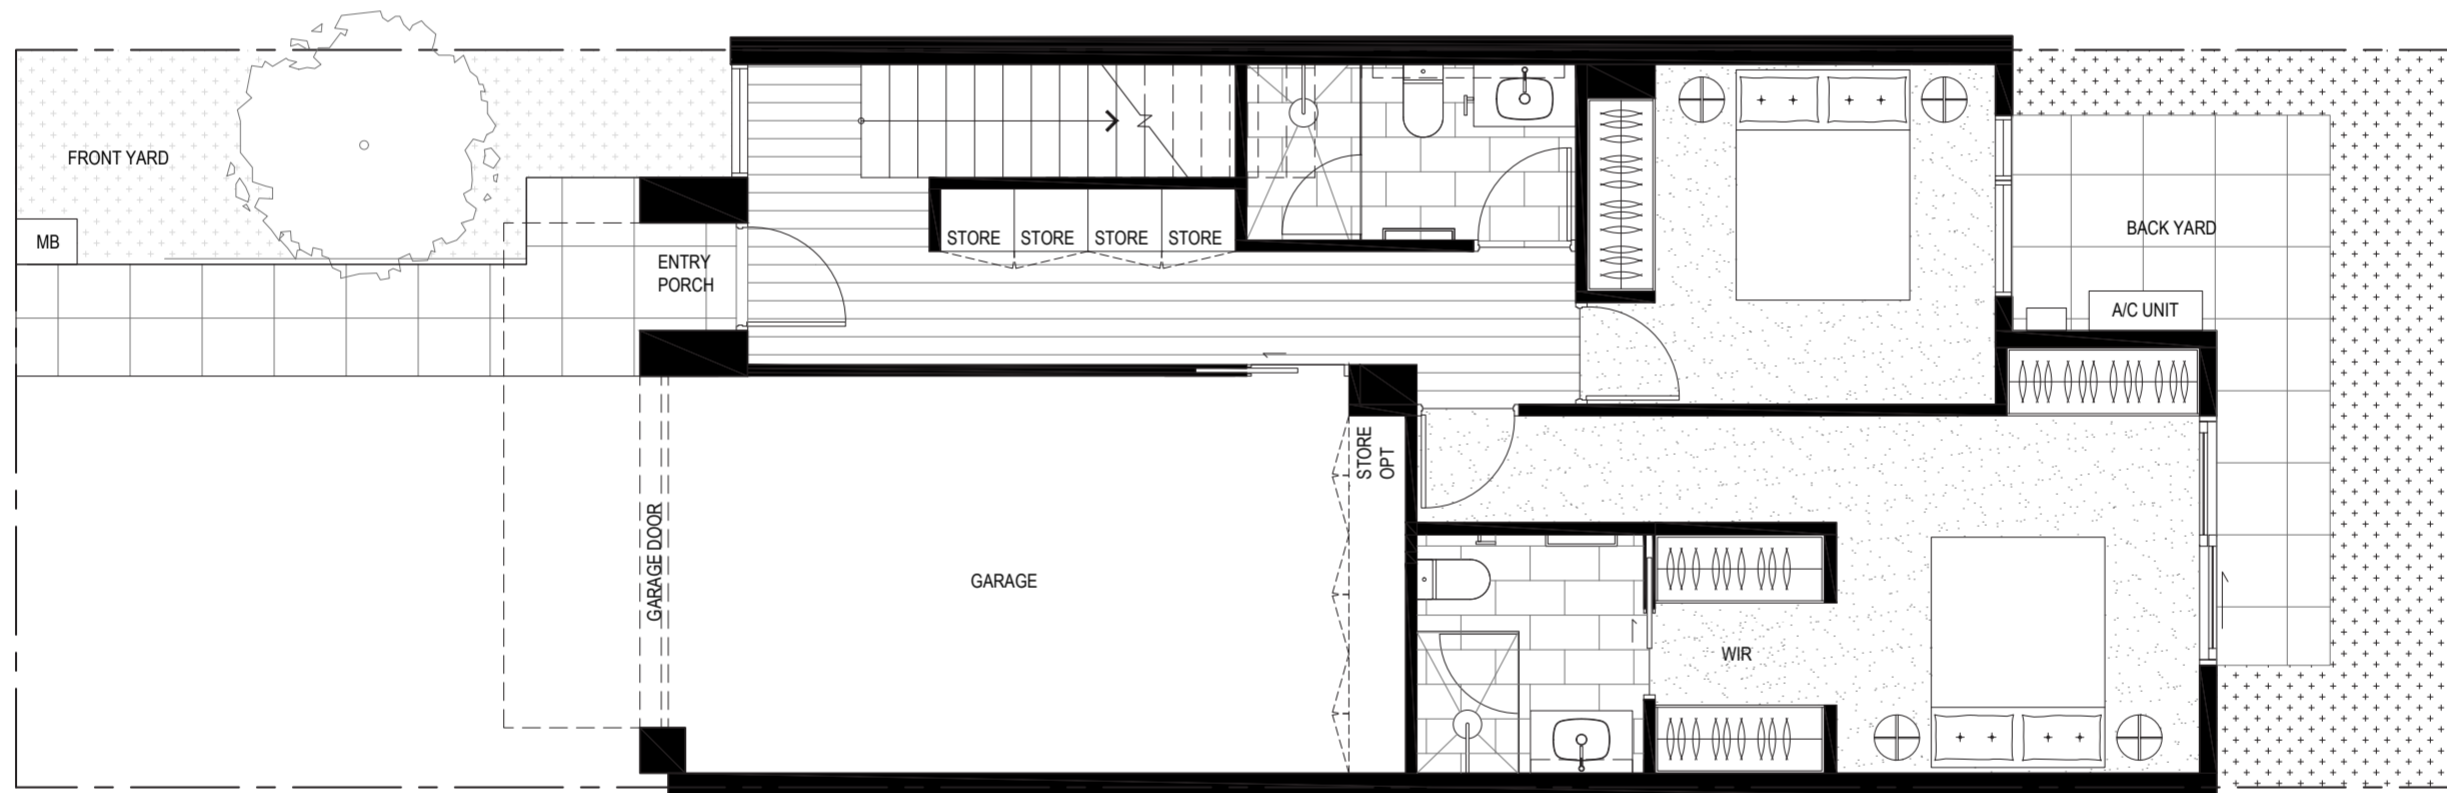 FRONT YARD
MB
ENTRY
PORCH
STORE STORE STORE STORE
BACK YARD
A/C UNIT
GARAGE DOOR
GARAGE
STORE
OPT
WIR